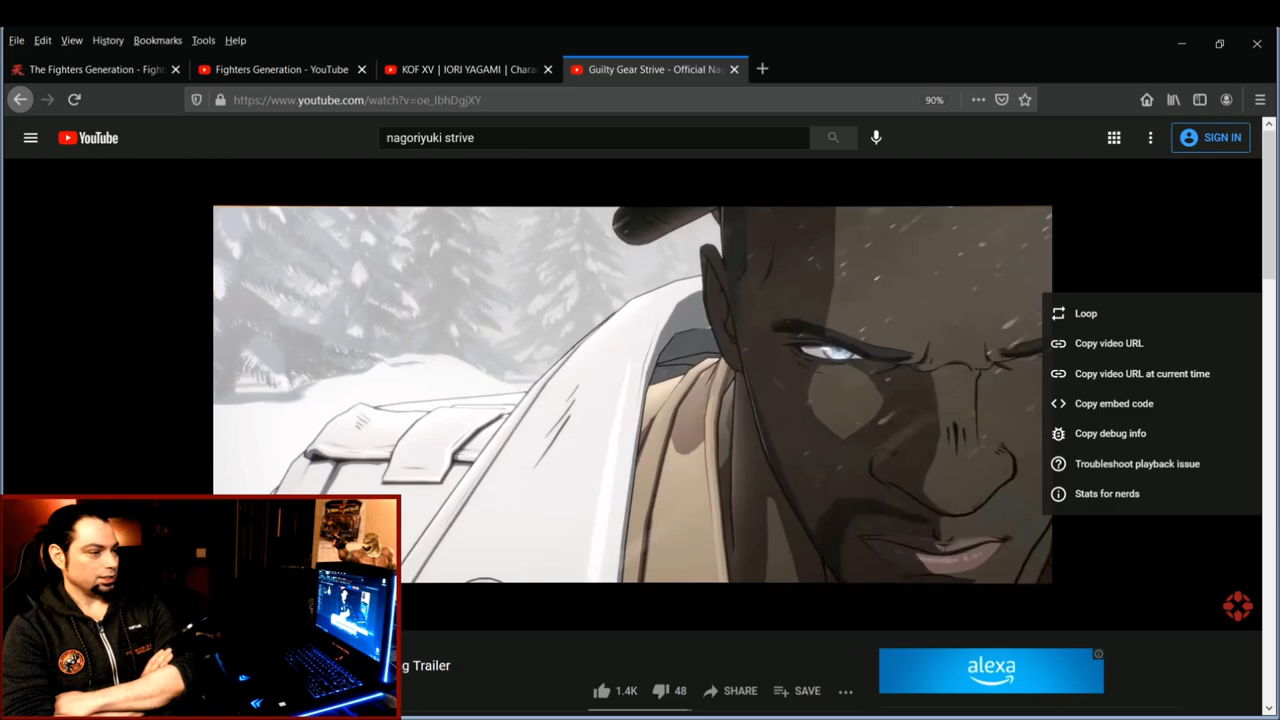 File Edit View History Bookmarks Tools Help
The Fighters Generation - Fight
Fighters Generation - YouTube
KOF XV | IORI YAGAMI | Chara
Guilty Gear Strive - Official Nag
https://www.youtube.com/watch?v=oe_IbhDgjXY
90%
YouTube
nagoriyuki strive
SIGN IN
Loop
Copy video URL
Copy video URL at current time
Copy embed code
Copy debug info
Troubleshoot playback issue
Stats for nerds
g Trailer
alexa
1.4K 48 SHARE SAVE